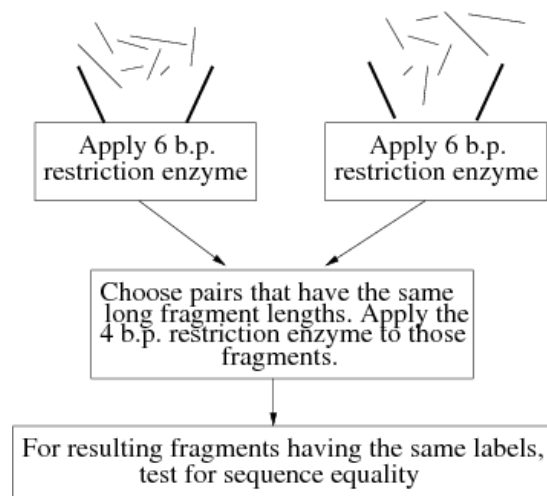 Apply 6 b.p.
restriction enzyme
Apply 6 b.p.
restriction enzyme
Choose pairs that have the same
long fragment lengths. Apply the
4 b.p. restriction enzyme to those
fragments.
For resulting fragments having the same labels,
test for sequence equality